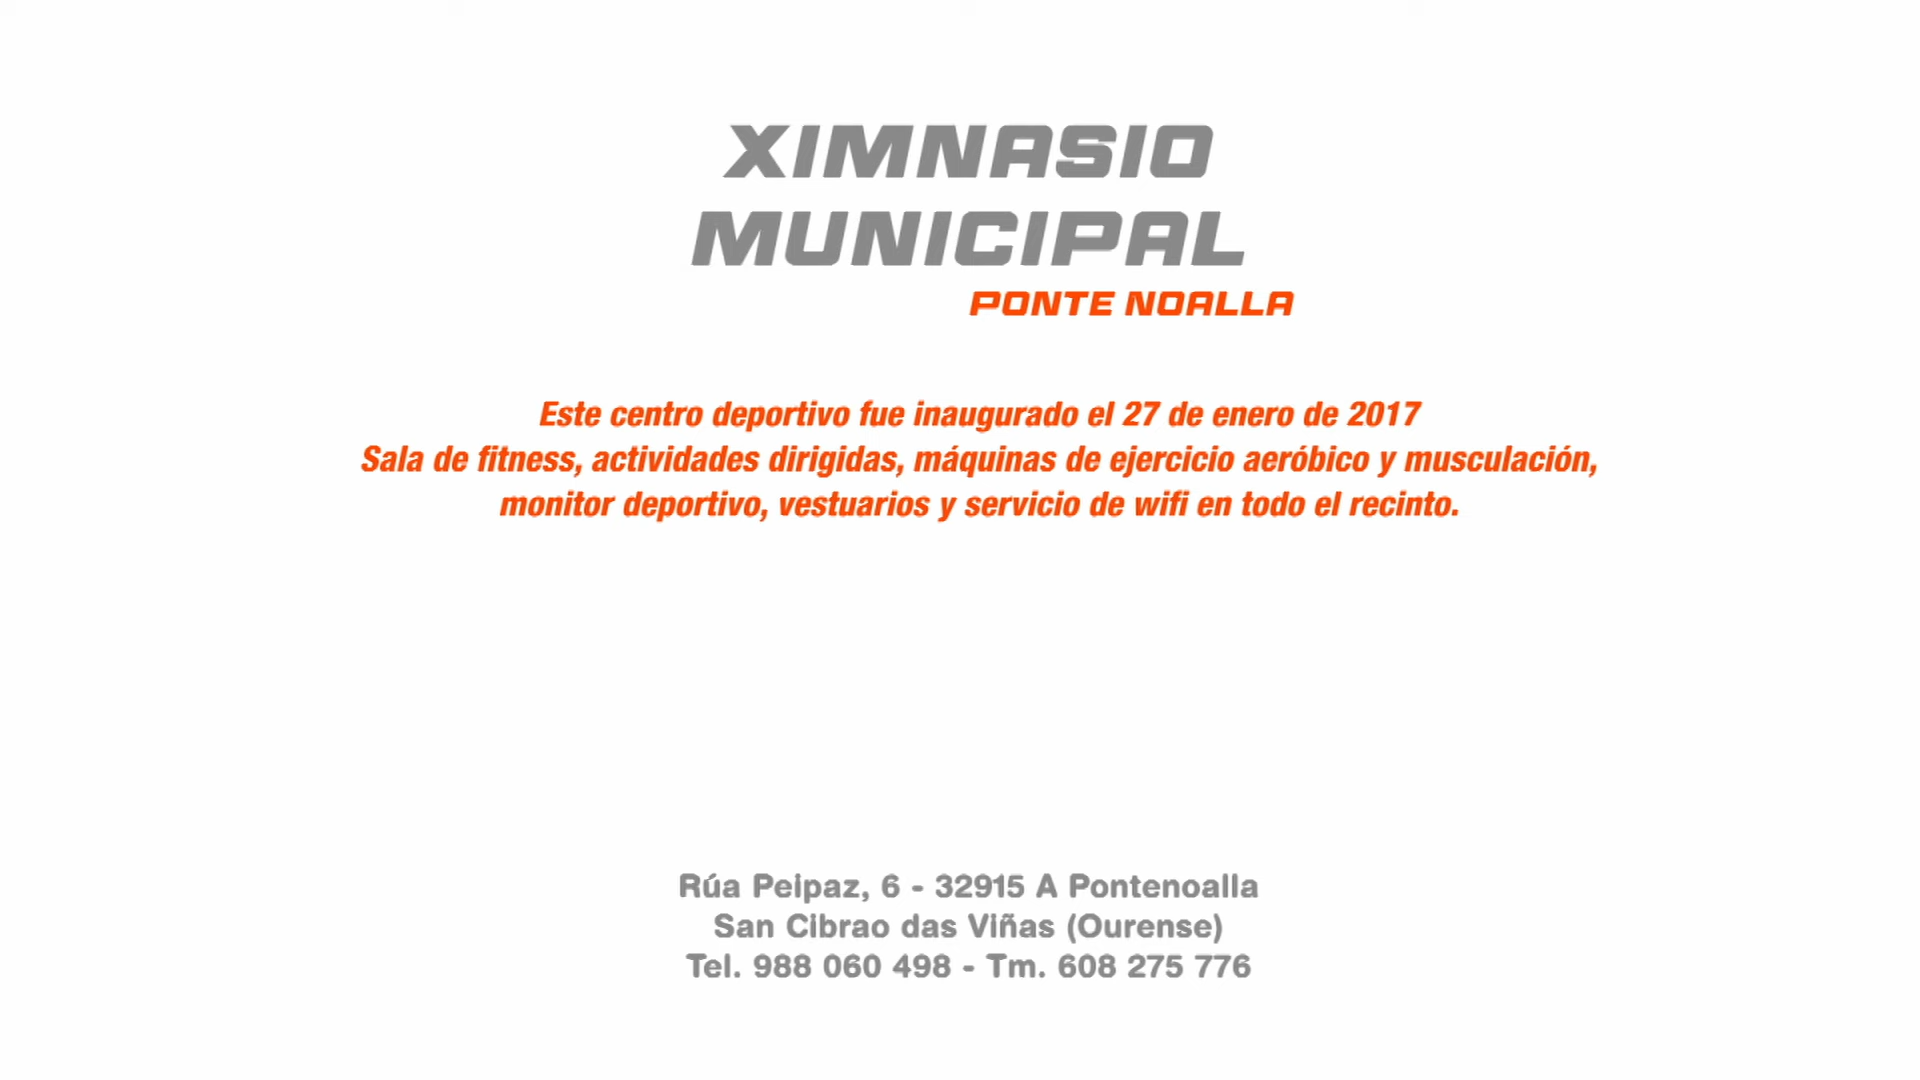 XIMNASIO
MUNICIPAL
PONTE NOALLA
Este centro deportivo fue inaugurado el 27 de enero de 2017
Sala de fitness, actividades dirigidas, máquinas de ejercicio aeróbico y musculación,
monitor deportivo, vestuarios y servicio de wifi en todo el recinto.
Rúa Peipaz, 6 - 32915 A Pontenoalla
San Cibrao das Viñas (Ourense)
Tel. 988 060 498 - Tm. 608 275 776